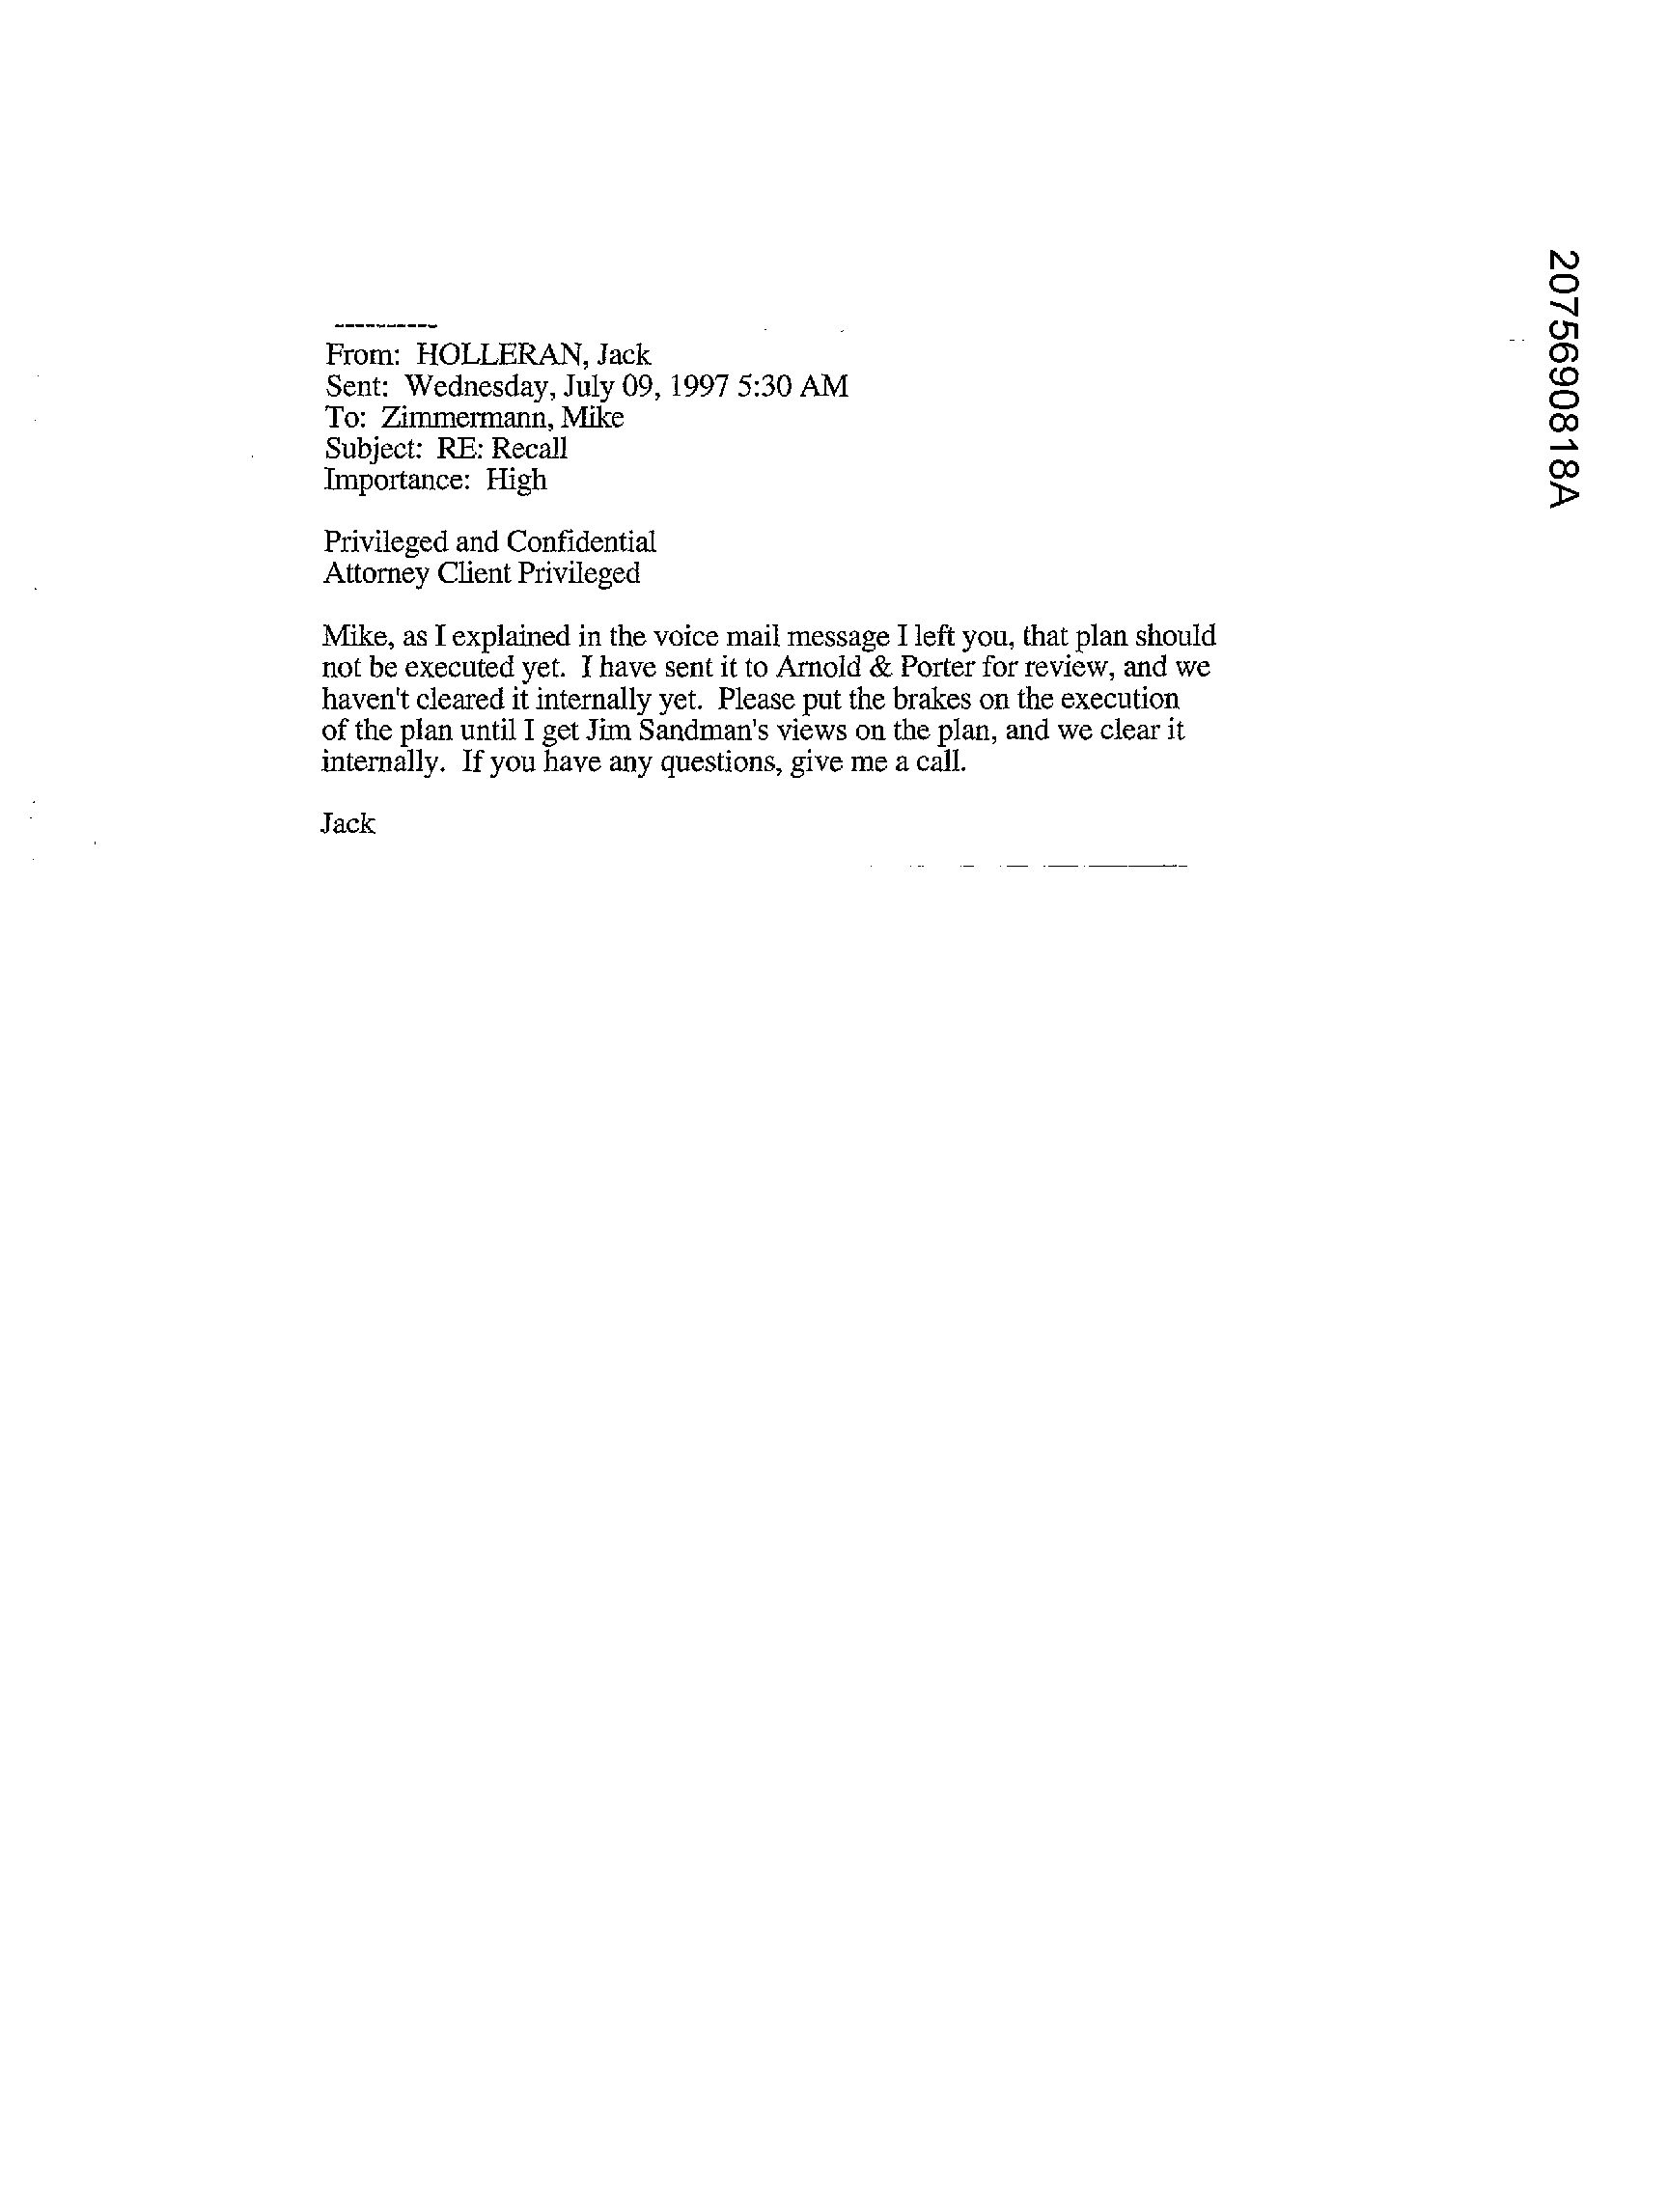 ----------
From: HOLLERAN, Jack
Sent: Wednesday, July 09, 1997 5:30 AM
To: Zimmermann, Mike
Subject: RE: Recall
Importance: High
Privileged and Confidential
Attorney Client Privileged
Mike, as I explained in the voice mail message I left you, that plan should
not be executed yet. I have sent it to Arnold & Porter for review, and we
haven't cleared it internally yet. Please put the brakes on the execution
of the plan until I get Jim Sandman's views on the plan, and we clear it
internally. If you have any questions, give me a call.
Jack
2075690818A